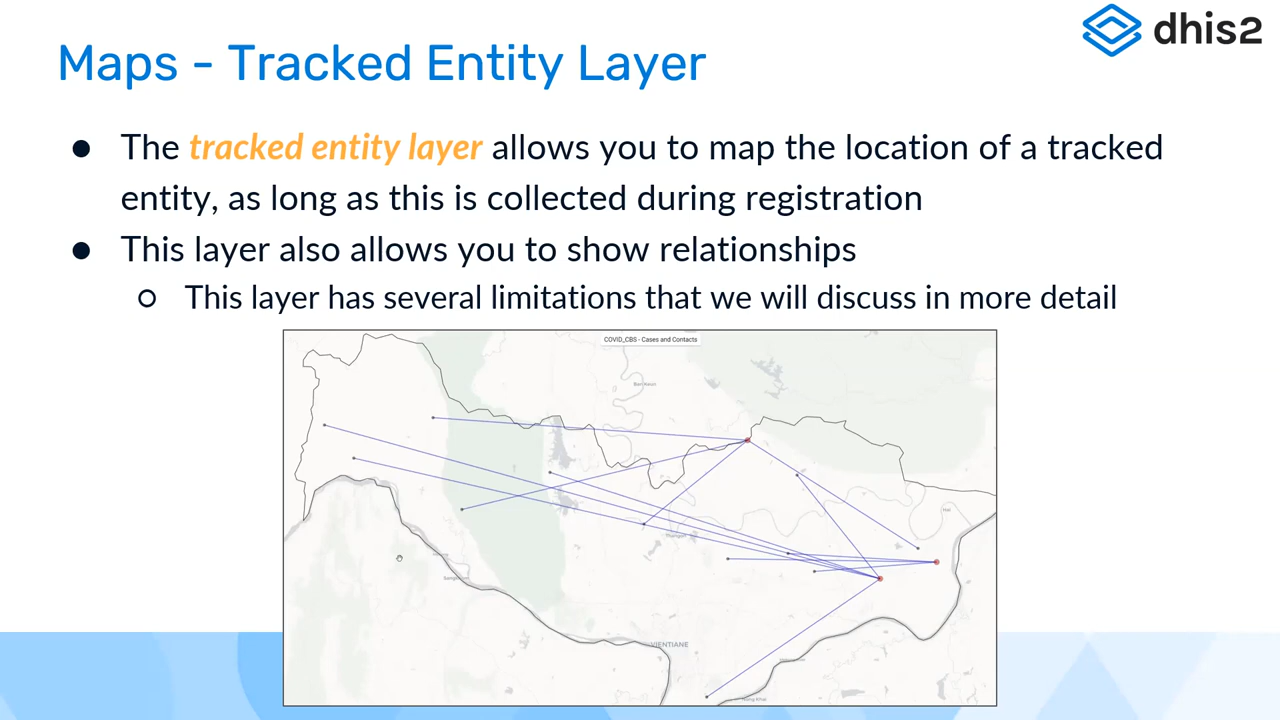 dhis2
Maps - Tracked Entity Layer
● The tracked entity layer allows you to map the location of a tracked
entity, as long as this is collected during registration
● This layer also allows you to show relationships
○ This layer has several limitations that we will discuss in more detail
COVID_CBS - Cases and Contacts
VIENTIANE